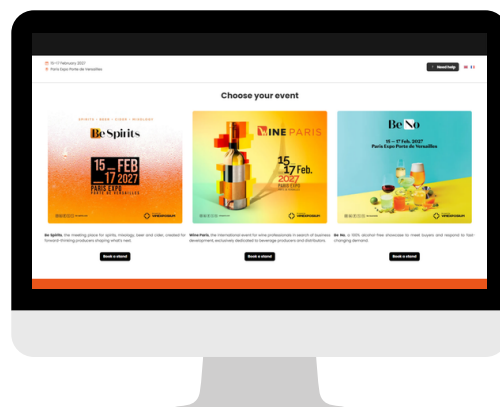 15-17 February 2027
Paris Expo Porte de Versailles
Need help
Choose your event
SPIRITS • BEER • CIDER • MIXOLOGY
Be Spirits
15 — FEB
— 17 2027
PARIS EXPO
PORTE DE VERSAILLES
VINEXPOSIUM
WINE PARIS
15
17 Feb.
2027
PARIS EXPO
VINEXPOSIUM
Be No
15 — 17 Feb 2027
Paris Expo Porte de Versailles
VINEXPOSIUM
Be Spirits, the meeting place for spirits, mixology, beer and cider, created for
forward-thinking producers shaping what's next.
Book a stand
Wine Paris, the international event for wine professionals in search of business
development, exclusively dedicated to beverage producers and distributors.
Book a stand
Be No, a 100% alcohol-free showcase to meet buyers and respond to fast-
changing demand.
Book a stand